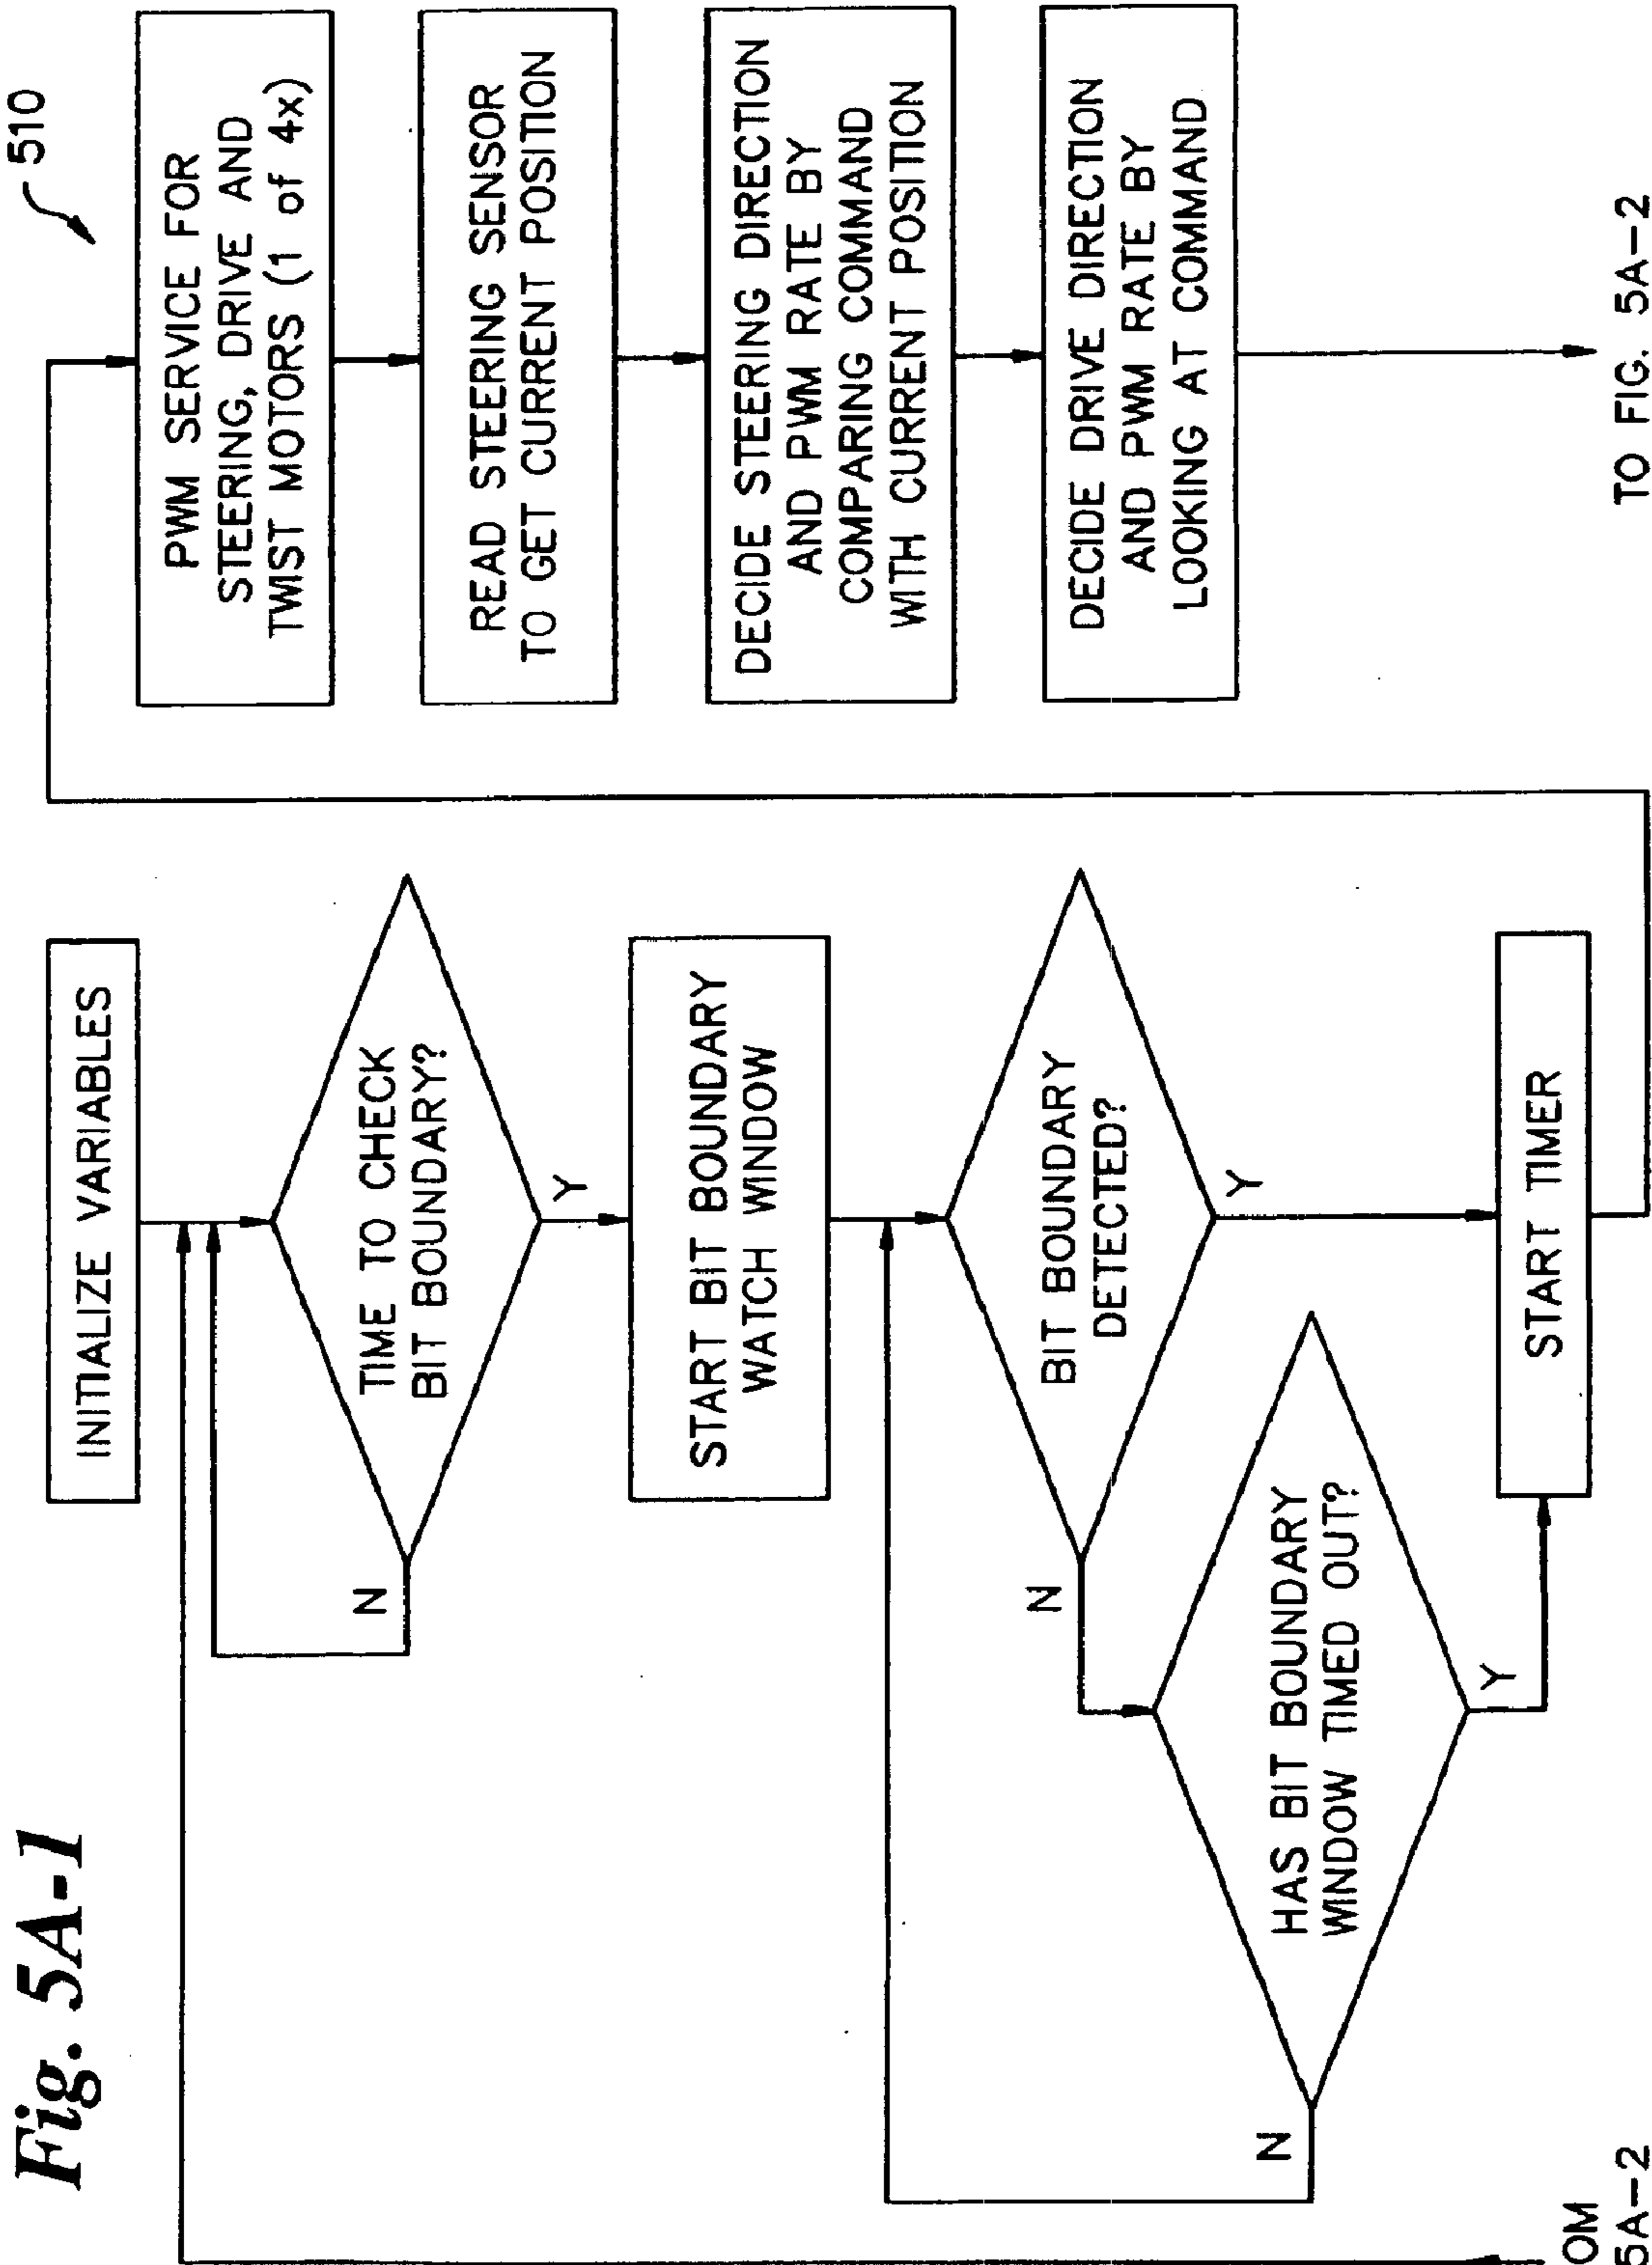 Fig. 5A-1
INITIALIZE VARIABLES
TIME TO CHECK
BIT BOUNDARY?
N
Y
START BIT BOUNDARY
WATCH WINDOW
BIT BOUNDARY
DETECTED?
N
Y
HAS BIT BOUNDARY
WINDOW TIMED OUT?
N
Y
START TIMER
OM
5A-2
510
PWM SERVICE FOR
STEERING, DRIVE AND
TWIST MOTORS (1 of 4x)
READ STEERING SENSOR
TO GET CURRENT POSITION
DECIDE STEERING DIRECTION
AND PWM RATE BY
COMPARING COMMAND
WITH CURRENT POSITION
DECIDE DRIVE DIRECTION
AND PWM RATE BY
LOOKING AT COMMAND
TO FIG. 5A-2